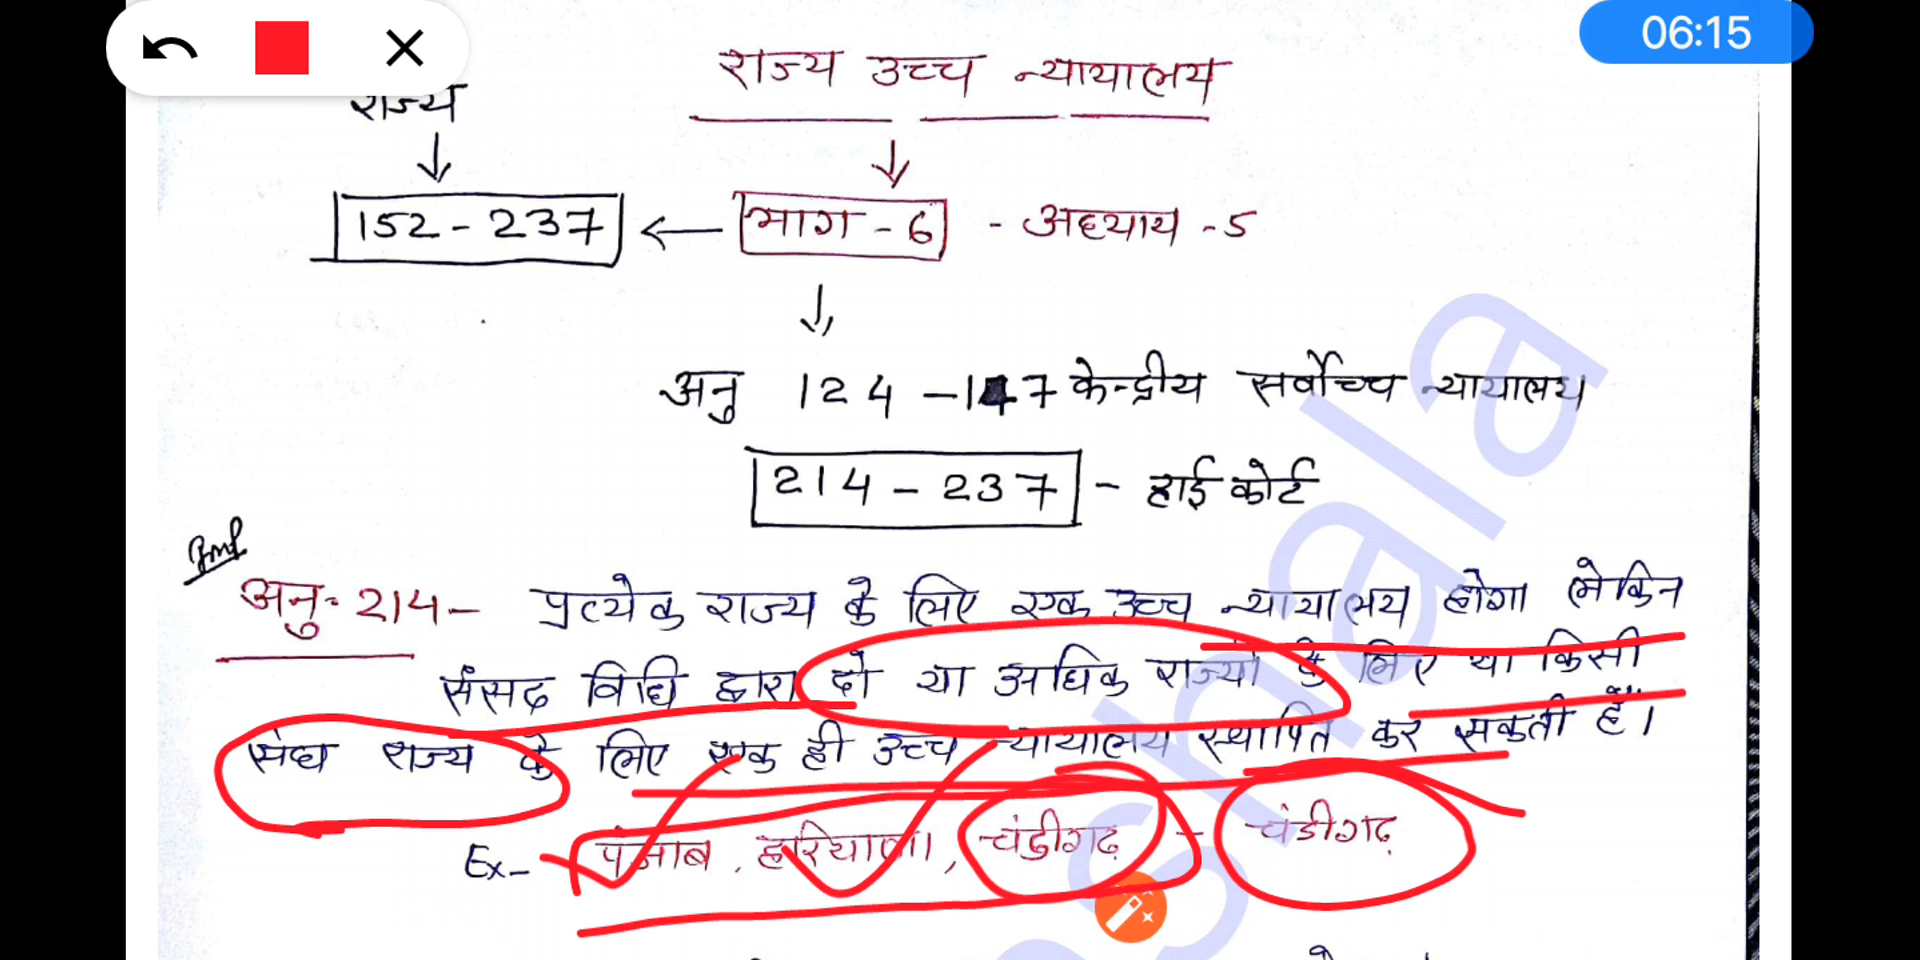 06:15
राज्य उच्च न्यायालय
राज्य
152 - 237 ← भाग - 6 - अध्याय - 5
अनु 124 - 147 केन्द्रीय सर्वोच्च न्यायालय
214 - 237 - हाई कोर्ट
Imp
अनु- 214 - प्रत्येक राज्य के लिए एक उच्च न्यायालय होगा लेकिन
संसद विधि द्वारा दो या अधिक राज्यों के लिए या किसी
संघ राज्य के लिए एक ही उच्च न्यायालय स्थापित कर सकती है।
Ex- पंजाब, हरियाणा, चंडीगढ़ - चंडीगढ़